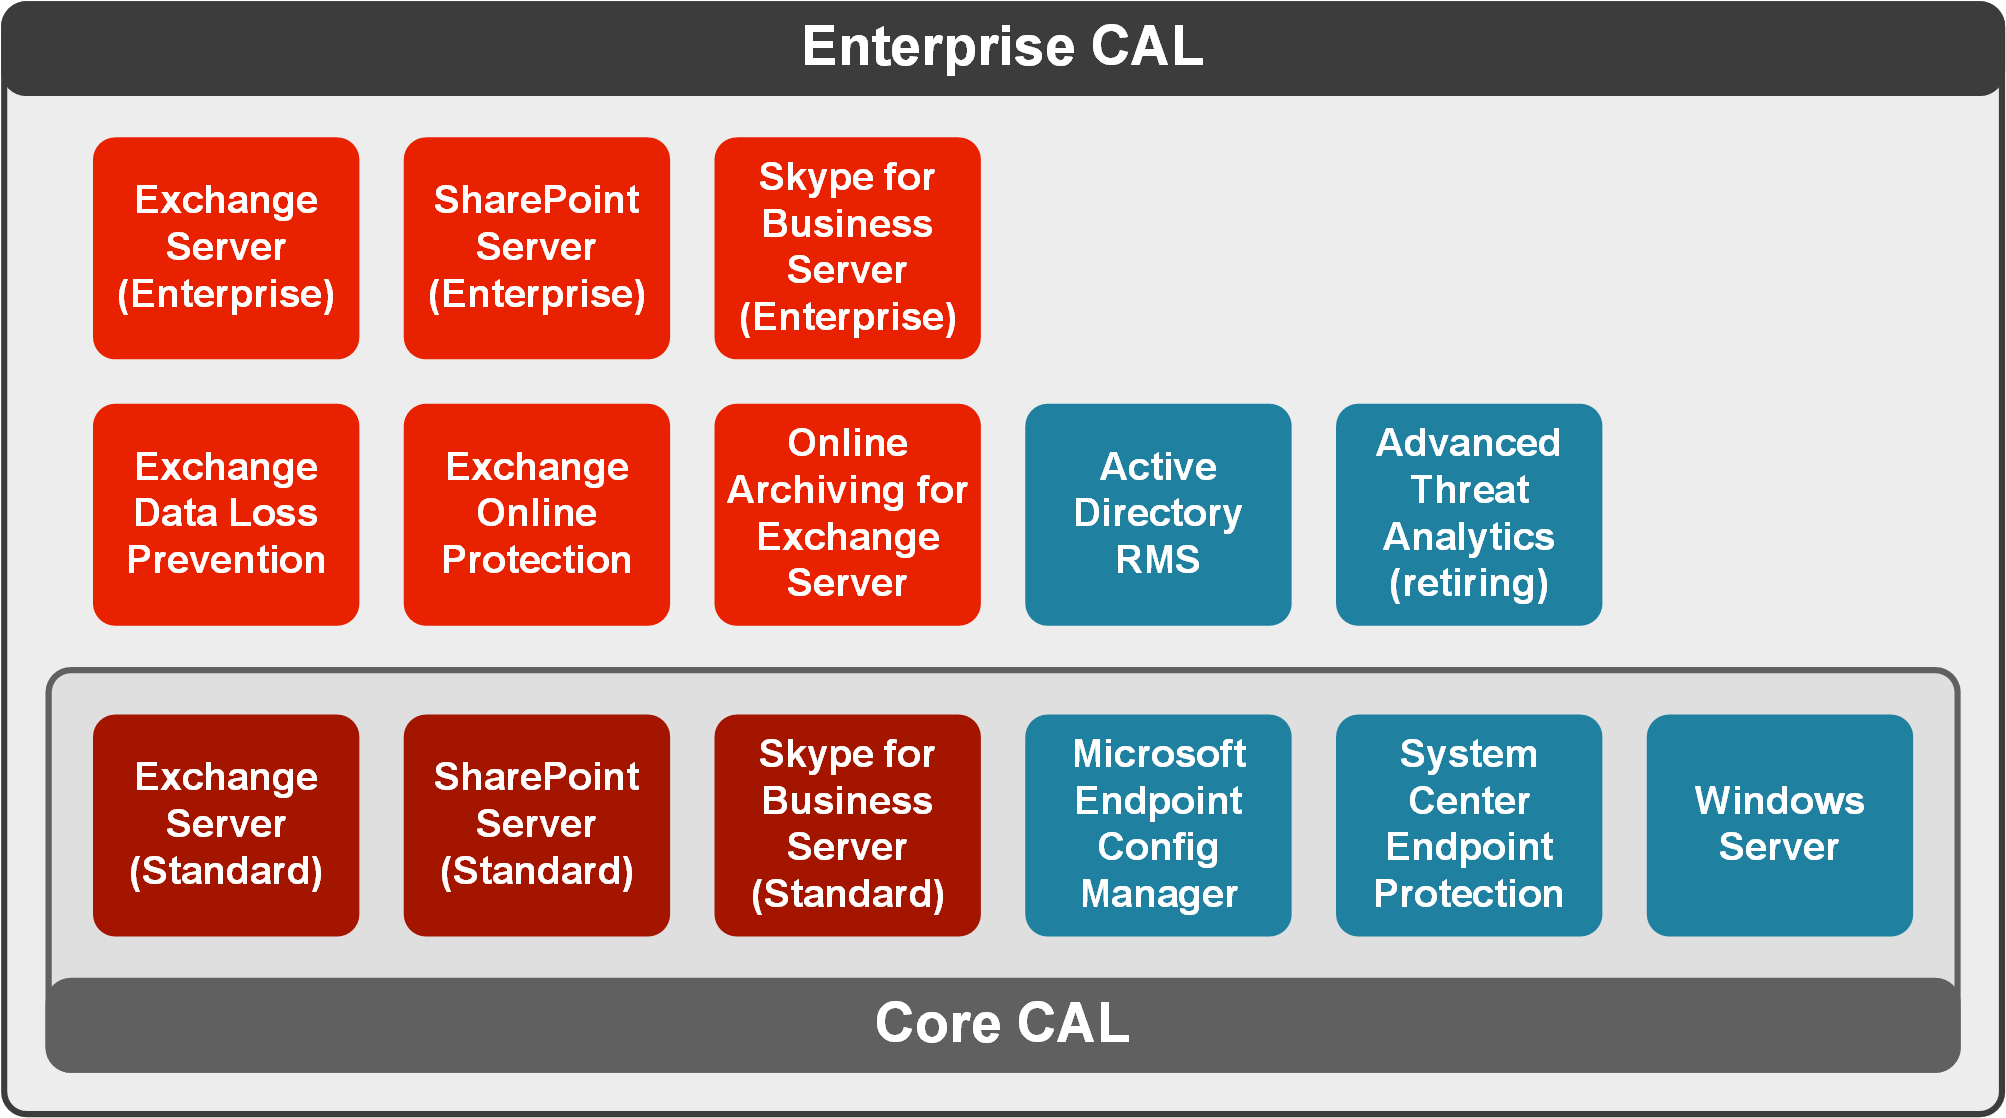 Enterprise CAL
Exchange
Server
(Enterprise)
SharePoint
Server
(Enterprise)
Skype for
Business
Server
(Enterprise)
Exchange
Data Loss
Prevention
Exchange
Online
Protection
Online
Archiving for
Exchange
Server
Active
Directory
RMS
Advanced
Threat
Analytics
(retiring)
Exchange
Server
(Standard)
SharePoint
Server
(Standard)
Skype for
Business
Server
(Standard)
Microsoft
Endpoint
Config
Manager
System
Center
Endpoint
Protection
Windows
Server
Core CAL